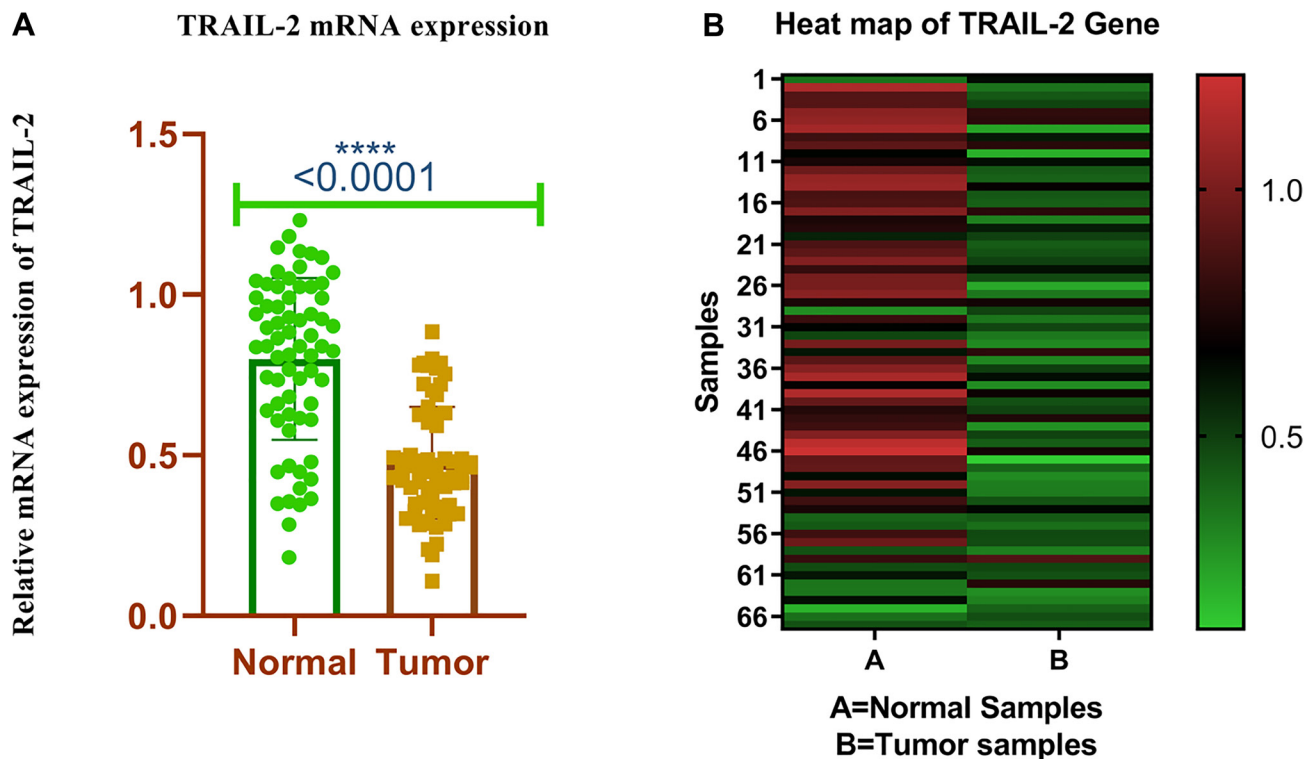 A
TRAIL-2 mRNA expression
Relative mRNA expression of TRAIL-2
1.5
1.0
0.5
0.0
****
<0.0001
Normal Tumor
B
Heat map of TRAIL-2 Gene
Samples
1
6
11
16
21
26
31
36
41
46
51
56
61
66
A B
1.0
0.5
A=Normal Samples
B=Tumor samples